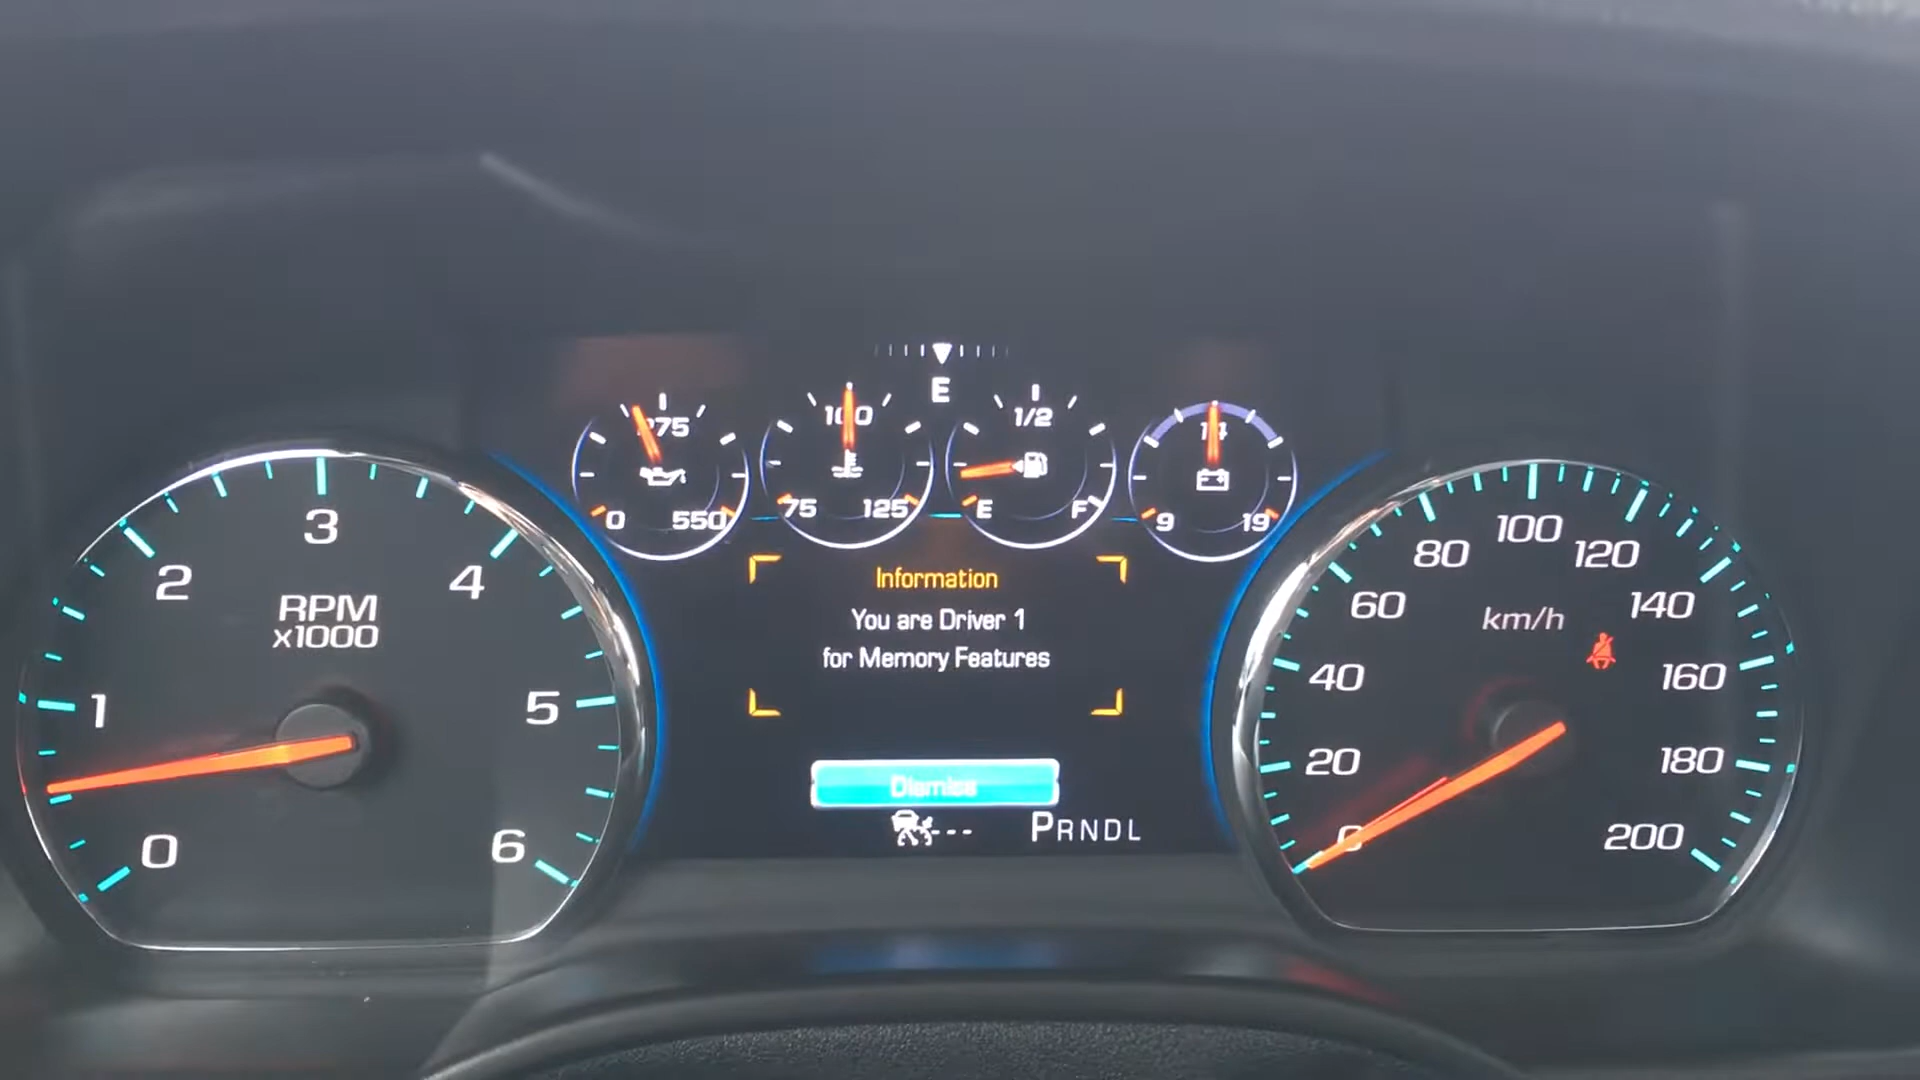 E
275
0 550
100
75 125
1/2
E F
14
9 19
0
1
2
3
4
5
6
RPM
x1000
Information
You are Driver 1
for Memory Features
Dismiss
---
PRNDL
0
20
40
60
80
100
120
140
160
180
200
km/h